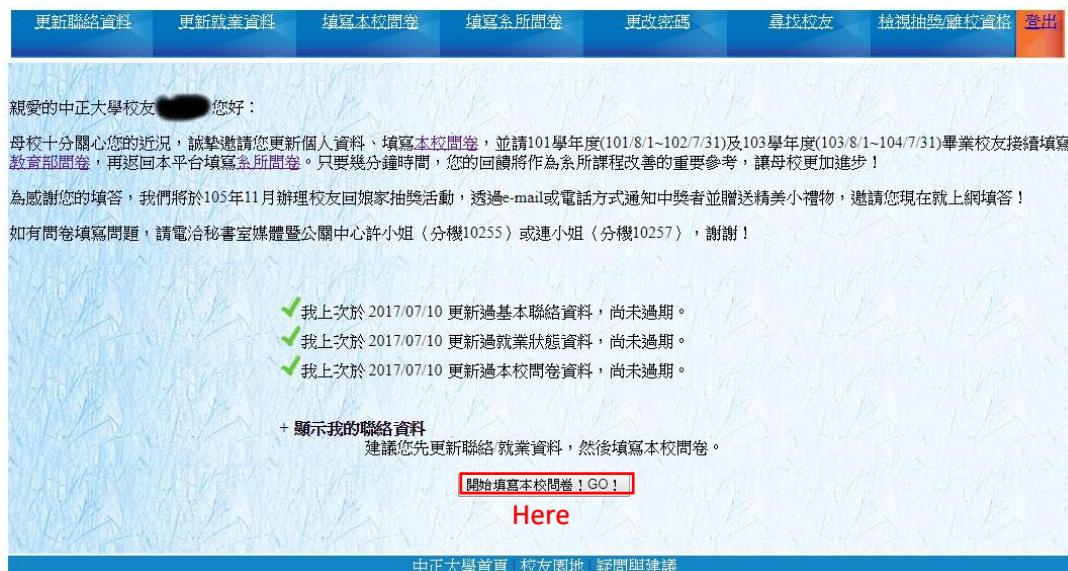 更新聯絡資料 更新就業資料 填寫本校問卷 填寫系所問卷 更改密碼 尋找校友 檢視抽獎/離校資格 登出
親愛的中正大學校友 您好：
母校十分關心您的近況，誠摯邀請您更新個人資料、填寫本校問卷，並請101學年度(101/8/1~102/7/31)及103學年度(103/8/1~104/7/31)畢業校友接續填寫
教育部問卷，再返回本平台填寫系所問卷。只要幾分鐘時間，您的回饋將作為系所課程改善的重要參考，讓母校更加進步！
為感謝您的填答，我們將於105年11月辦理校友回娘家抽獎活動，透過e-mail或電話方式通知中獎者並贈送精美小禮物，邀請您現在就上網填答！
如有問卷填寫問題，請電洽秘書室媒體暨公關中心許小姐（分機10255）或連小姐（分機10257），謝謝！
我上次於 2017/07/10 更新過基本聯絡資料，尚未過期。
我上次於 2017/07/10 更新過就業狀態資料，尚未過期。
我上次於 2017/07/10 更新過本校問卷資料，尚未過期。
+ 顯示我的聯絡資料
建議您先更新聯絡/就業資料，然後填寫本校問卷。
開始填寫本校問卷！GO！
Here
中正大學首頁 | 校友園地 | 疑問與建議